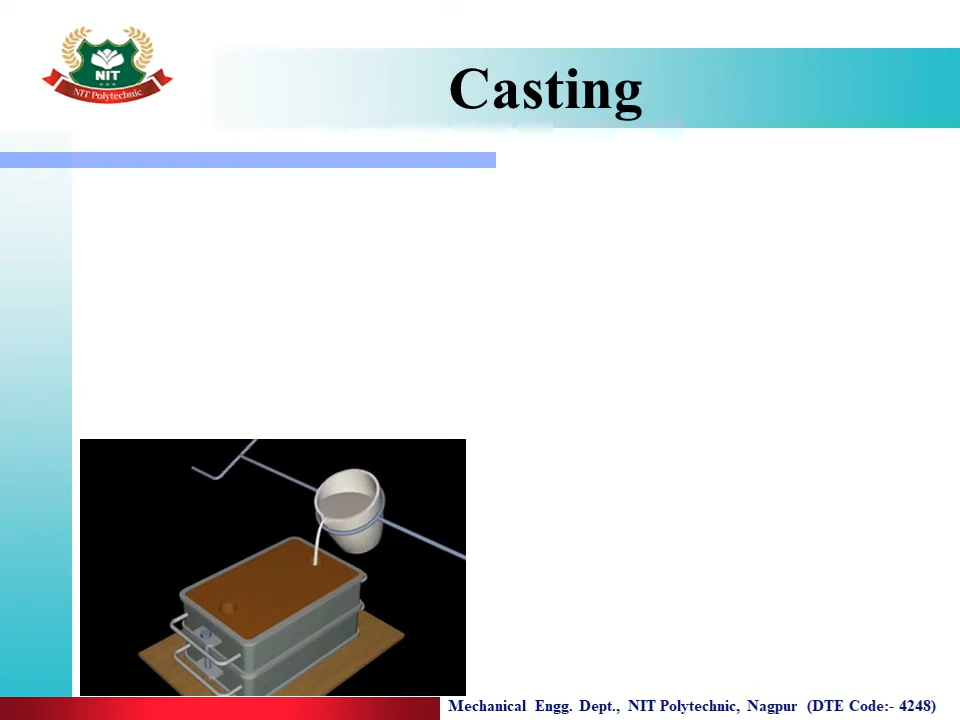 NIT
NIT Polytechnic
Casting
Mechanical Engg. Dept., NIT Polytechnic, Nagpur (DTE Code:- 4248)